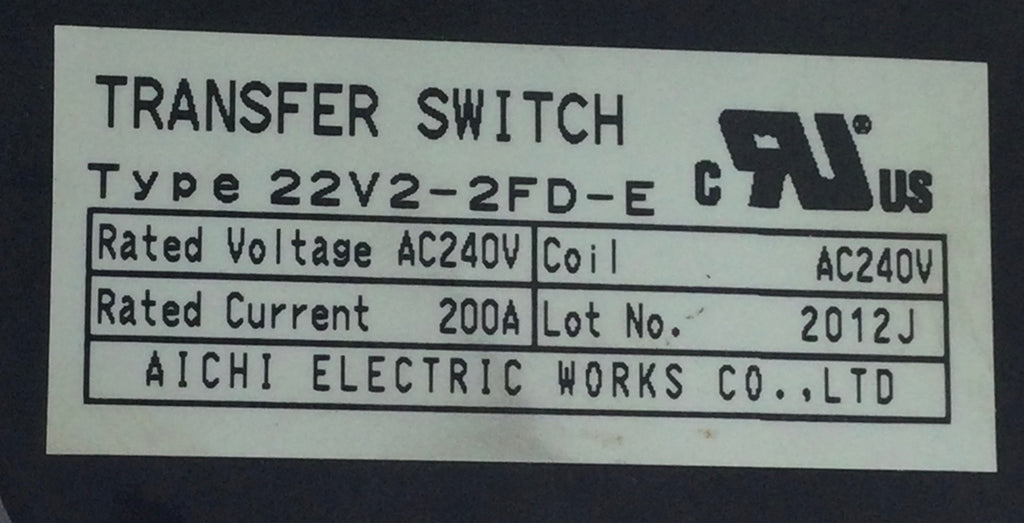 TRANSFER SWITCH
Type 22V2-2FD-E
C RU® US
Rated Voltage AC240V Coil AC240V
Rated Current 200A Lot No. 2012J
AICHI ELECTRIC WORKS CO.,LTD